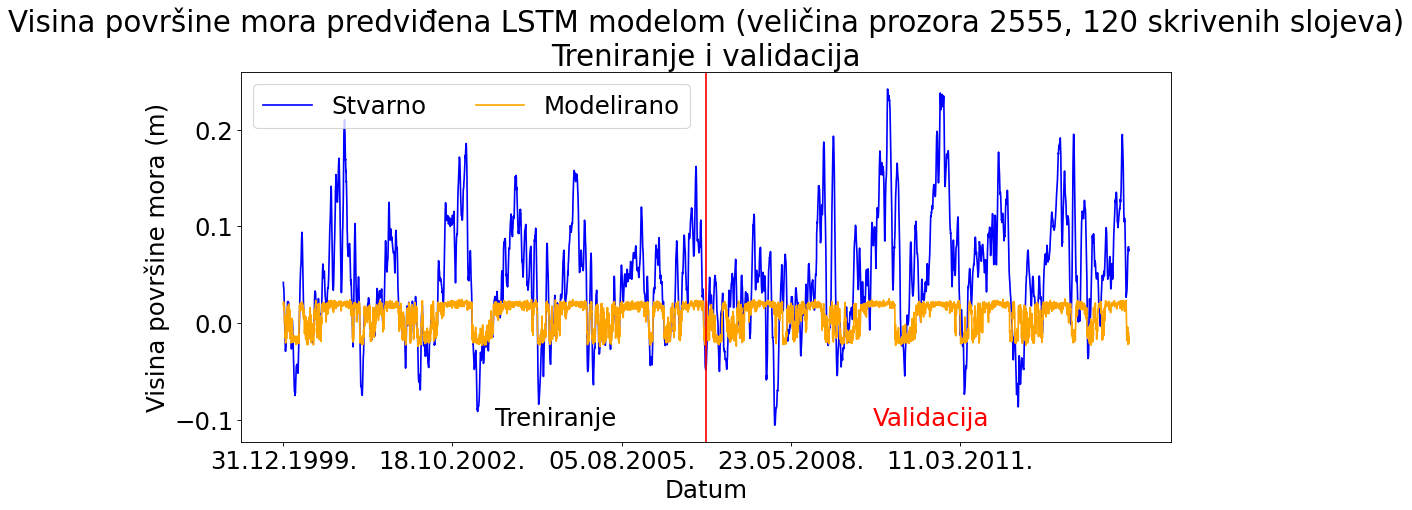 Visina površine mora predviđena LSTM modelom (veličina prozora 2555, 120 skrivenih slojeva)
Treniranje i validacija
Stvarno Modelirano
Visina površine mora (m)
0.2
0.1
0.0
−0.1
Treniranje Validacija
31.12.1999. 18.10.2002. 05.08.2005. 23.05.2008. 11.03.2011.
Datum